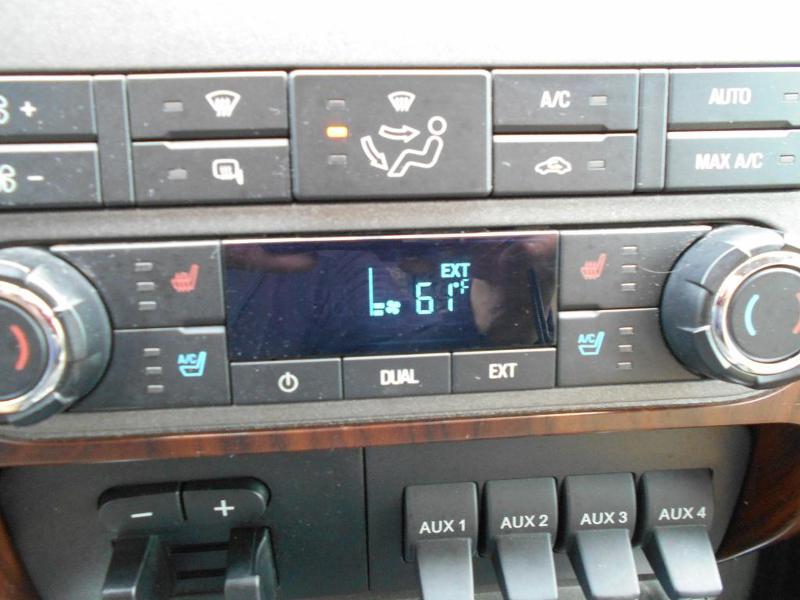 +
A/C
AUTO
-
MAX A/C
EXT
61°F
A/C
A/C
DUAL
EXT
- +
AUX 1 AUX 2 AUX 3 AUX 4